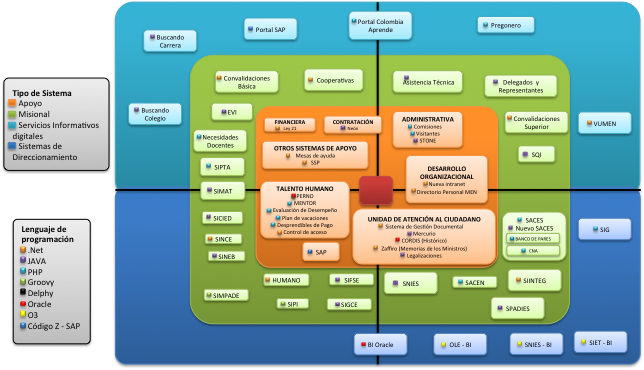 Portal SAP
Portal Colombia
Aprende
Pregonero
Buscando
Carrera
Convalidaciones
Básica
Cooperativas
Asistencia Técnica
Delegados y
Representantes
Tipo de Sistema
Apoyo
Misional
Servicios Informativos
digitales
Sistemas de
Direccionamiento
Buscando
Colegio
EVI
FINANCIERA
Ley 21
CONTRATACIÓN
Neón
ADMINISTRATIVA
Comisiones
Visitantes
STONE
Convalidaciones
Superior
VUMEN
Necesidades
Docentes
OTROS SISTEMAS DE APOYO
Mesas de ayuda
SSP
SQI
SIPTA
DESARROLLO
ORGANIZACIONAL
Nueva intranet
Directorio Personal MEN
SIMAT
TALENTO HUMANO
PERNO
MENTOR
Evaluación de Desempeño
Plan de vacaciones
Desprendibles de Pago
Control de acceso
SICIED
UNIDAD DE ATENCIÓN AL CIUDADANO
Sistema de Gestión Documental
Mercurio
CORDIS (Histórico)
Zaffiro (Memorias de los Ministros)
Legalizaciones
SACES
Nuevo SACES
BANCO DE PARES
CNA
SIG
Lenguaje de
programación
.Net
JAVA
PHP
Groovy
Delphy
Oracle
O3
Código Z - SAP
SINCE
SINEB
SAP
HUMANO
SIFSE
SNIES
SACEN
SIINTEG
SIMPADE
SIPI
SIGCE
SPADIES
BI Oracle
OLE - BI
SNIES - BI
SIET - BI